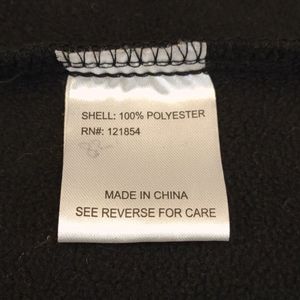 SHELL: 100% POLYESTER
RN#: 121854
MADE IN CHINA
SEE REVERSE FOR CARE